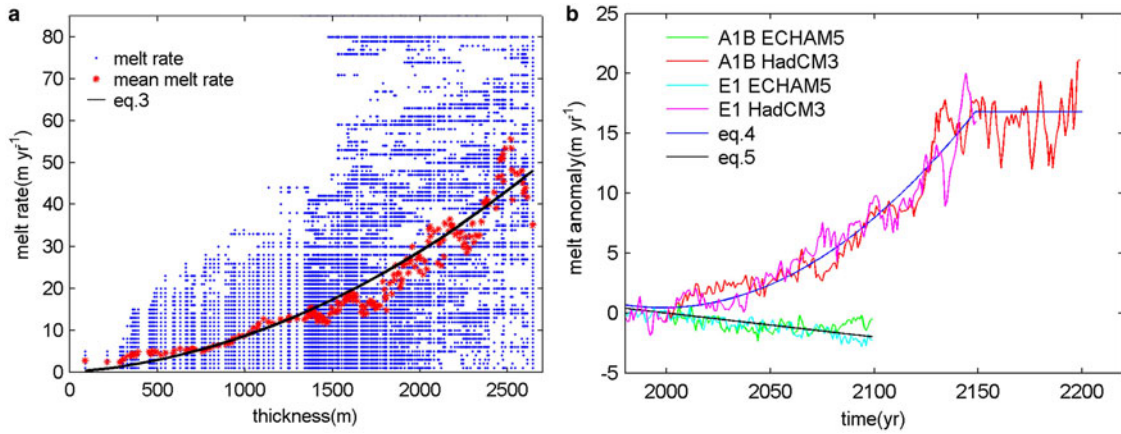 a
80
70
60
50
40
30
20
10
0
melt rate(m yr-1)
melt rate
mean melt rate
eq.3
0 500 1000 1500 2000 2500
thickness(m)
b
25
20
15
10
5
0
-5
melt anomaly(m yr-1)
A1B ECHAM5
A1B HadCM3
E1 ECHAM5
E1 HadCM3
eq.4
eq.5
2000 2050 2100 2150 2200
time(yr)